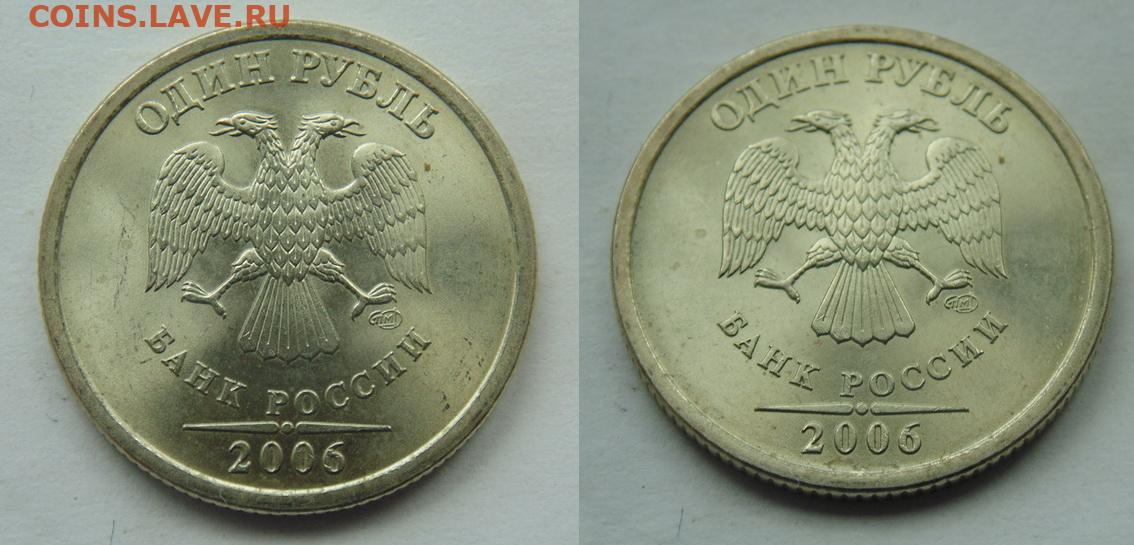 COINS.LAVE.RU
ОДИН РУБЛЬ
СПМД
БАНК РОССИИ
2006
ОДИН РУБЛЬ
СПМД
БАНК РОССИИ
2006